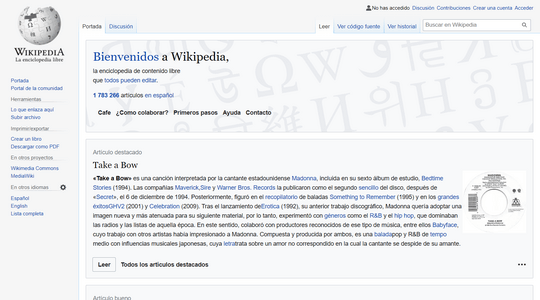 No has accedido Discusión Contribuciones Crear una cuenta Acceder
Portada Discusión Leer Ver código fuente Ver historial Buscar en Wikipedia
WIKIPEDIA
La enciclopedia libre
Portada
Portal de la comunidad
Herramientas
Lo que enlaza aquí
Subir archivo
Imprimir/exportar
Crear un libro
Descargar como PDF
En otros proyectos
Wikimedia Commons
MediaWiki
En otros idiomas
Español
English
Lista completa
Bienvenidos a Wikipedia,
la enciclopedia de contenido libre
que todos pueden editar.
1 783 266 artículos en español
Cafe ¿Como colaborar? Primeros pasos Ayuda Contacto
Artículo destacado
Take a Bow
«Take a Bow» es una canción interpretada por la cantante estadounidense Madonna, incluida en su sexto álbum de estudio, Bedtime
Stories (1994). Las compañías Maverick,Sire y Warner Bros. Records la publicaron como el segundo sencillo del disco, después de
«Secret», el 6 de diciembre de 1994. Posteriormente, figuró en el recopilatorio de baladas Something to Remember (1995) y en los grandes
éxitosGHV2 (2001) y Celebration (2009). Tras el lanzamiento deErotica (1992), su anterior trabajo discográfico, Madonna quería adoptar una
imagen nueva y más atenuada para su siguiente material, por lo tanto, experimentó con géneros como el R&B y el hip hop, que dominaban
las radios y las listas de aquella época. En este sentido, colaboró con productores reconocidos de ese tipo de música, entre ellos Babyface,
cuyo trabajo con otros artistas había impresionado a Madonna. Compuesta y producida por ambos, es una baladapop y R&B de tempo
medio con influencias musicales japonesas, cuya letratrata sobre un amor no correspondido en la cual la cantante se despide de su amante.
Leer Todos los artículos destacados
Artículo bueno